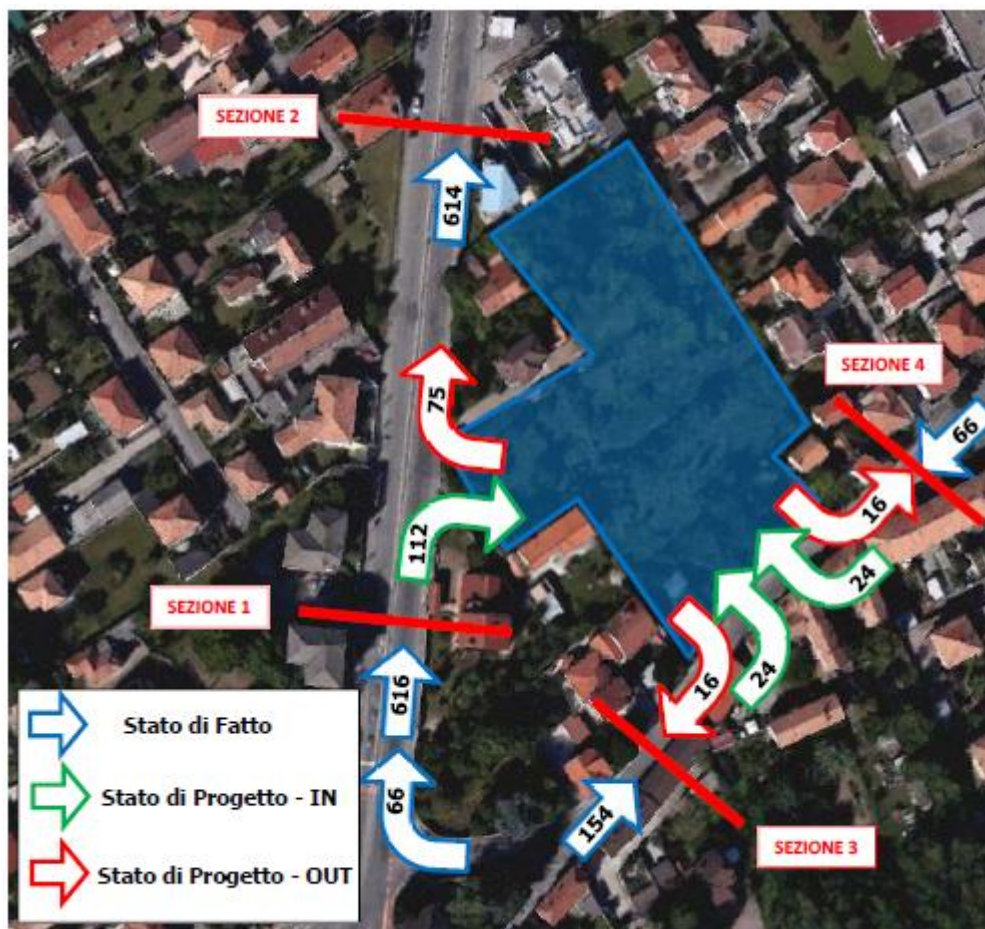 SEZIONE 2
614
SEZIONE 4
66
75
16
112
24
SEZIONE 1
616
16
24
66
154
SEZIONE 3
Stato di Fatto
Stato di Progetto - IN
Stato di Progetto - OUT